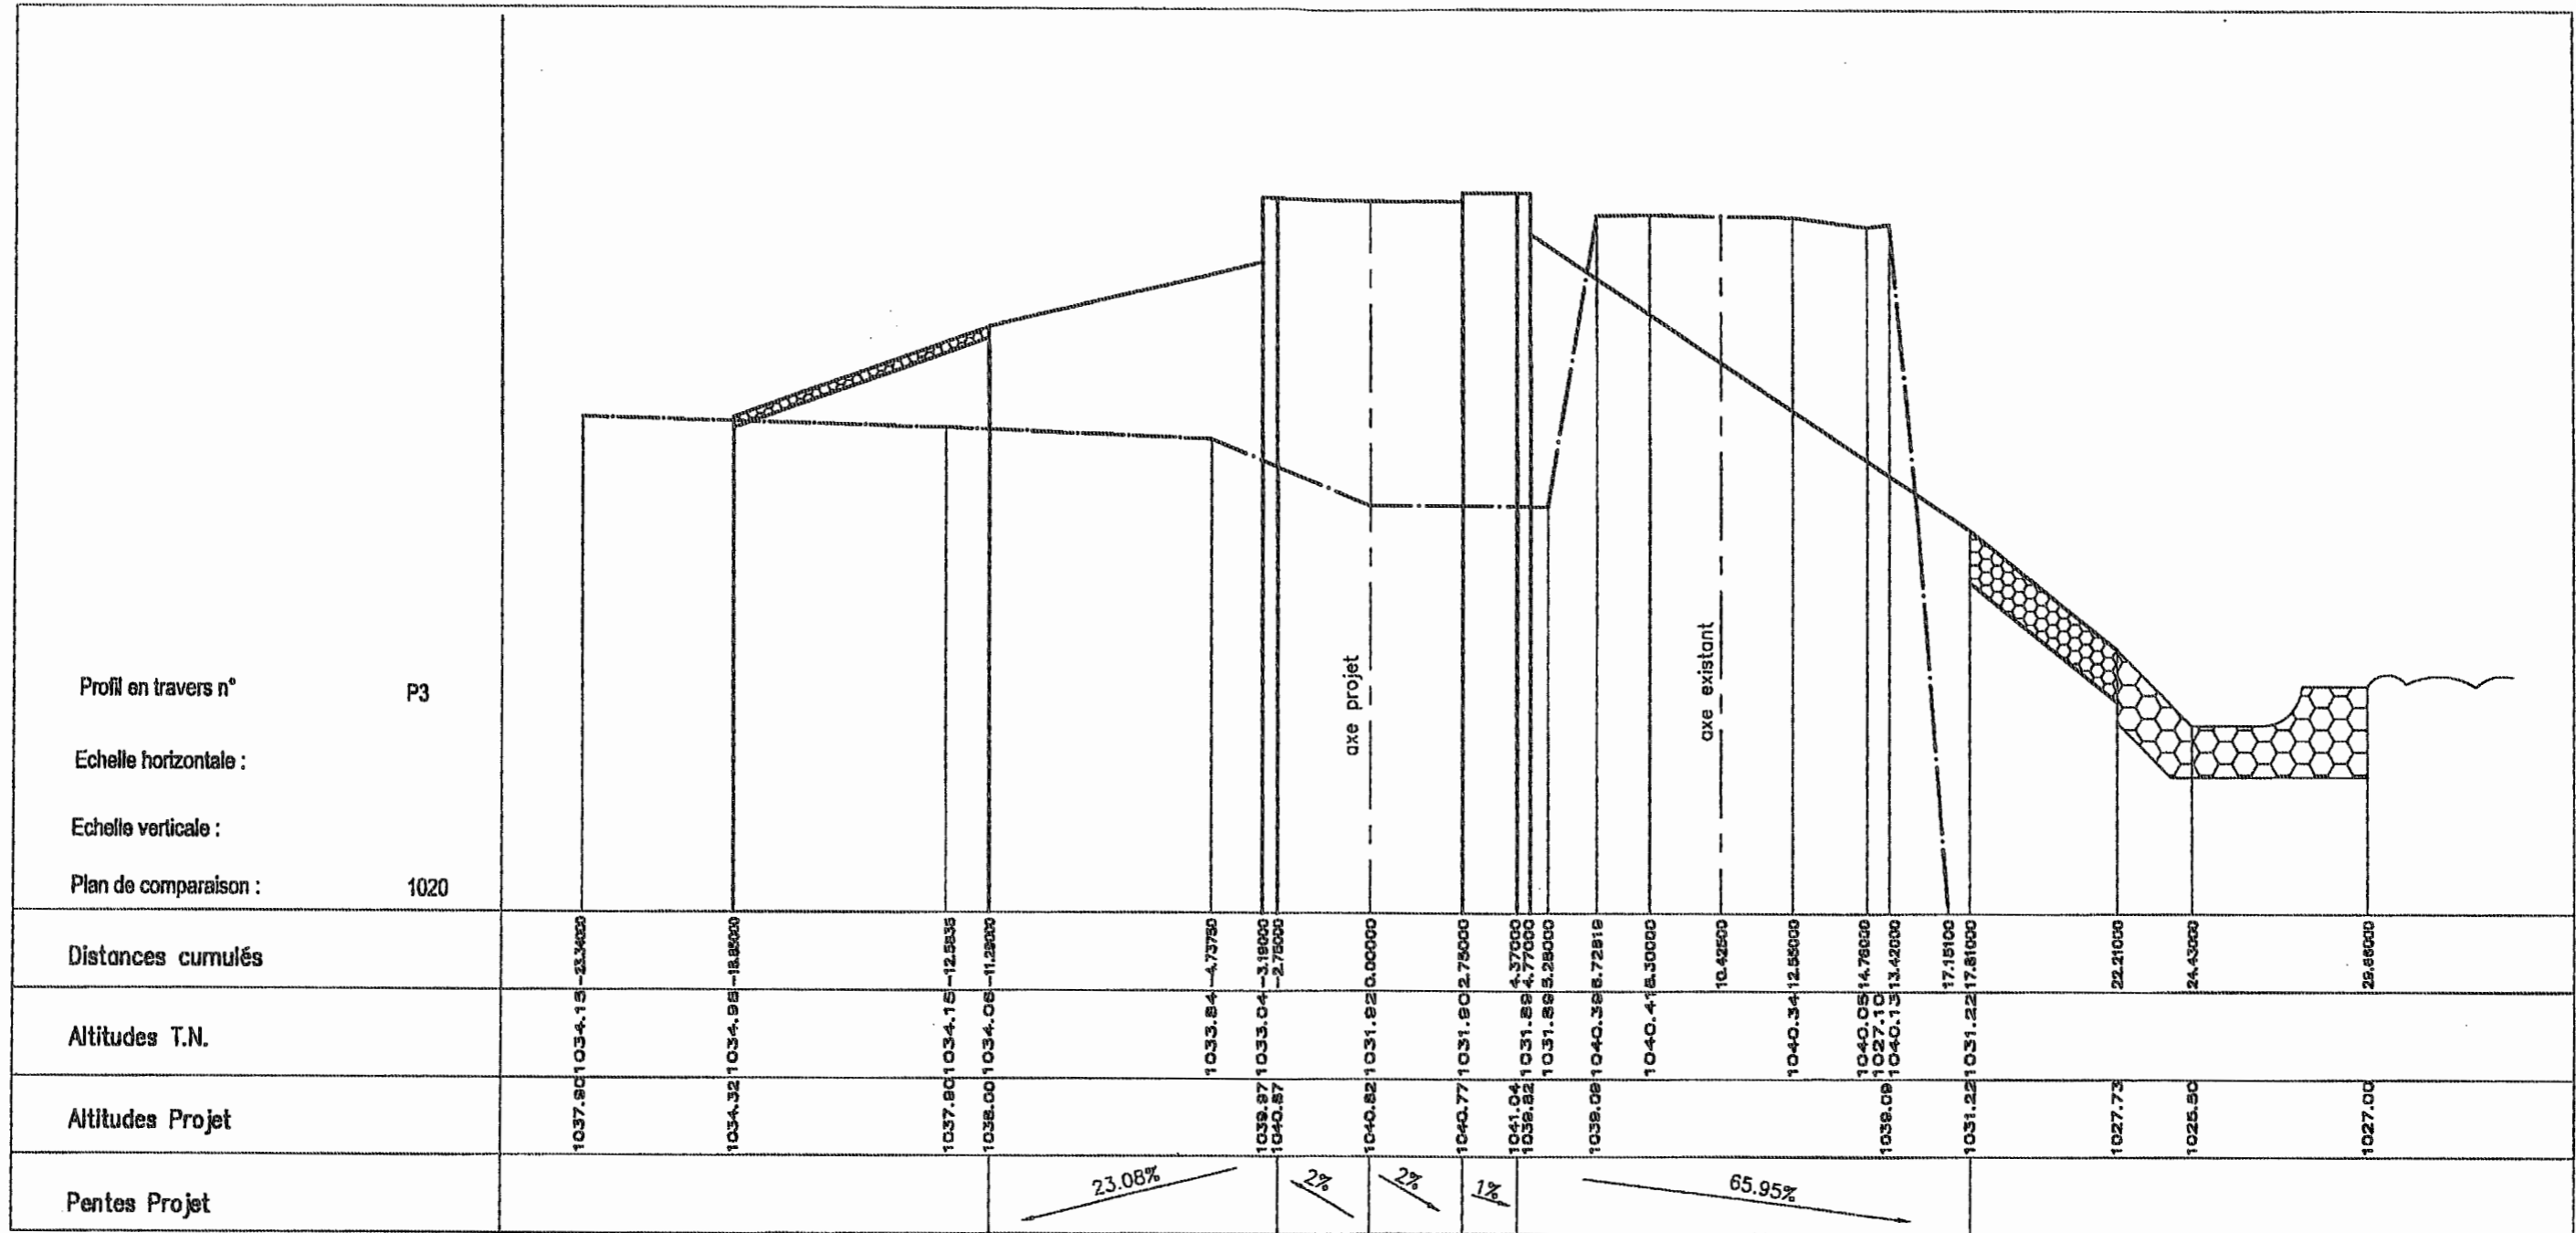 axe projet
axe existant
Profil en travers n° P3
Echelle horizontale :
Echelle verticale :
Plan de comparaison : 1020
Distances cumulés -23.34000 -18.85000 -12.5835 -11.29000 -4.73750 -3.19000 -2.75000 0.00000 2.75000 4.37000 4.77000 5.28000 6.72819 8.30000 10.42500 12.55000 14.76000 13.42000 17.15100 17.81000 22.21000 24.43000 29.66000
Altitudes T.N. 1034.15 1034.95 1034.15 1034.06 1033.84 1033.04 1031.92 1031.90 1031.89 1031.89 1040.39 1040.41 1040.34 1040.05 1027.10 1040.13 1031.22
Altitudes Projet 1037.90 1034.32 1037.90 1038.00 1039.97 1040.87 1040.82 1040.77 1041.04 1039.82 1039.09 1039.09 1031.22 1027.73 1025.50 1027.00
Pentes Projet 23.08% 2% 2% 1% 65.95%